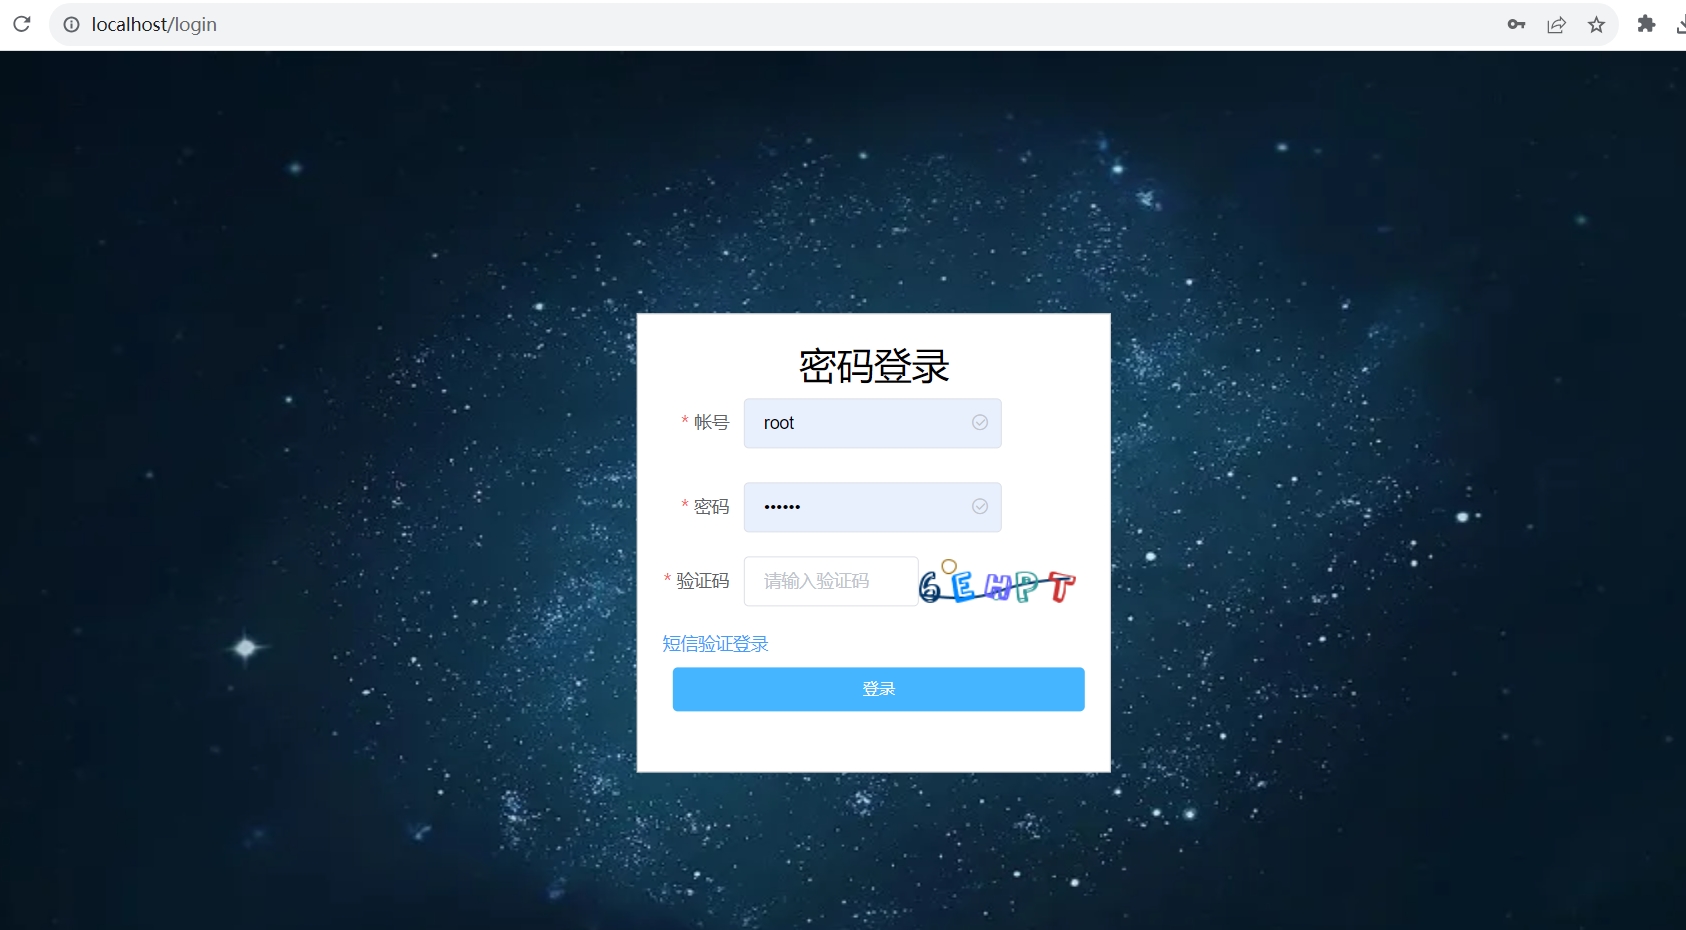 localhost/login
密码登录
* 帐号 root
* 密码 ••••••
* 验证码 请输入验证码 6EHPT
短信验证登录
登录